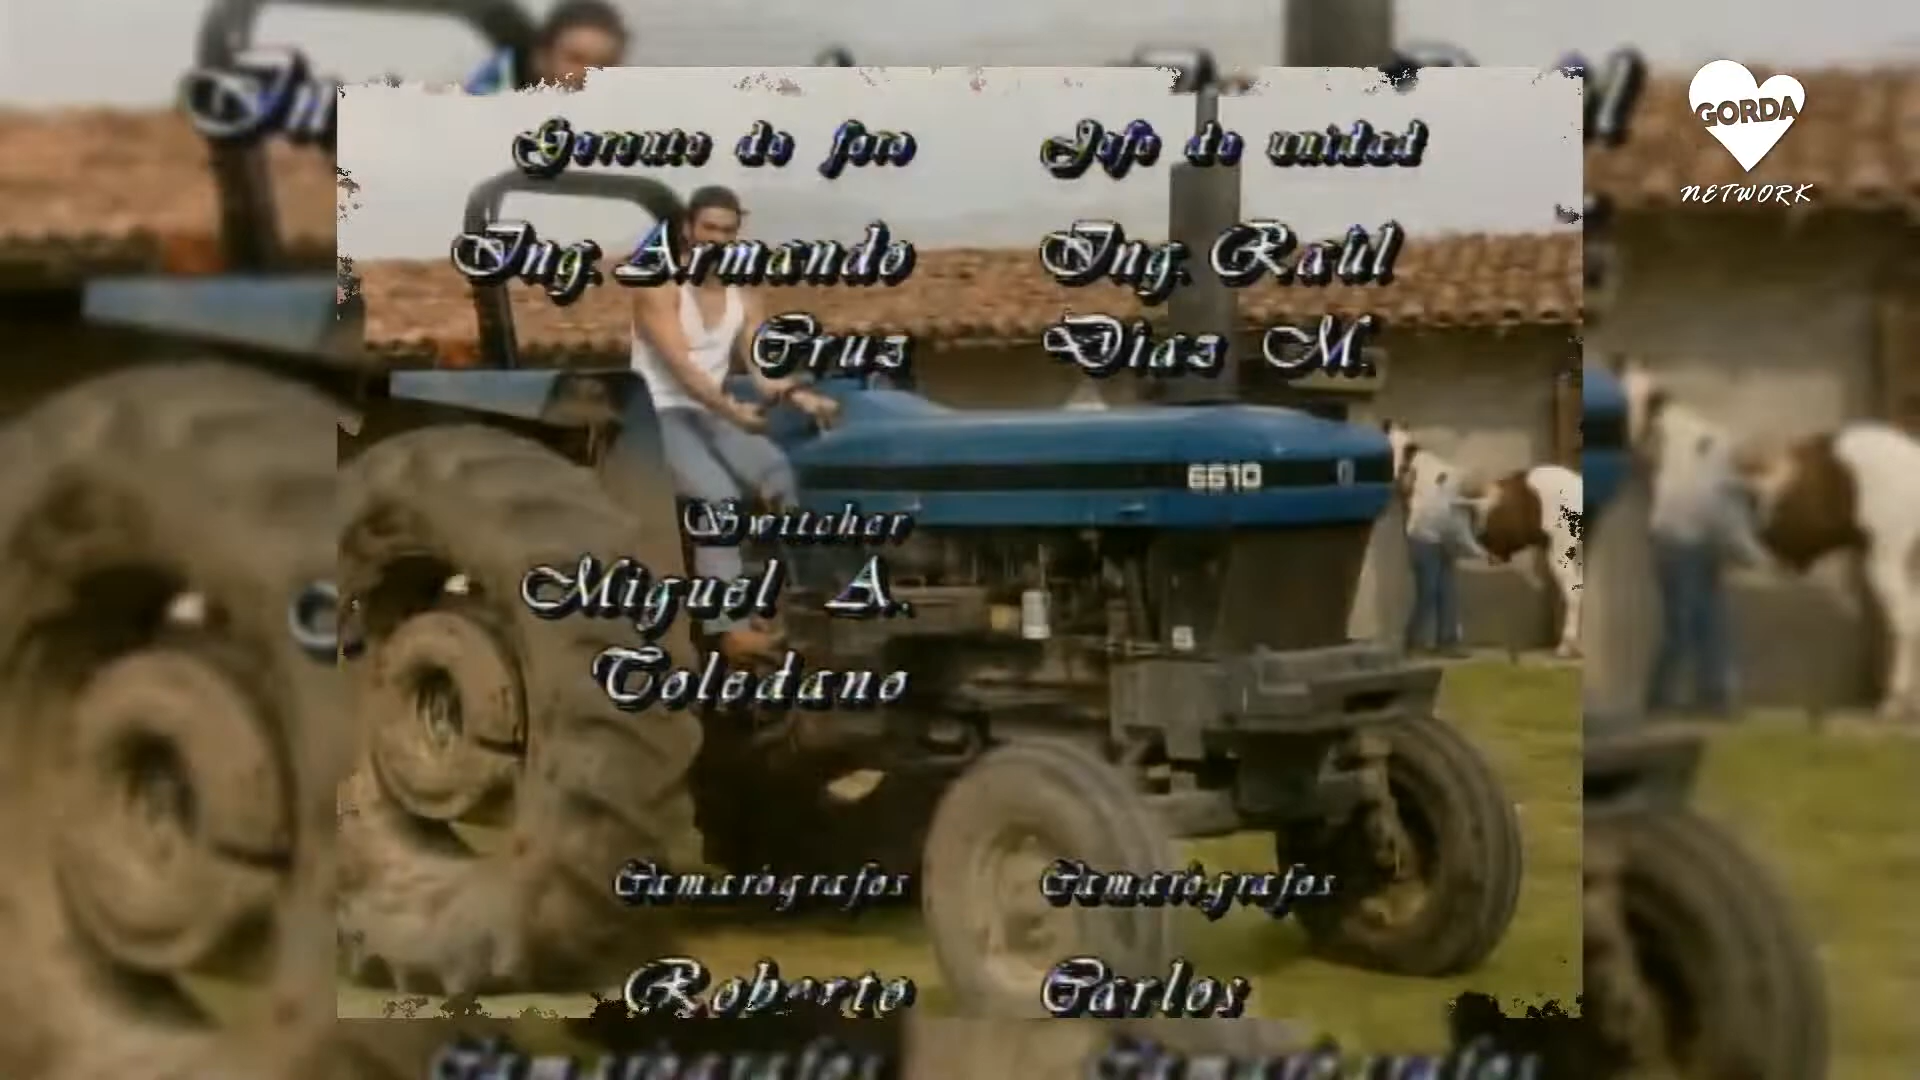 GORDA
NETWORK
Gerente de foro
Ing. Armando
Cruz
Jefe de unidad
Ing. Raúl
Díaz M.
6610
Switcher
Miguel A.
Toledano
Camarógrafos
Roberto
Camarógrafos
Carlos